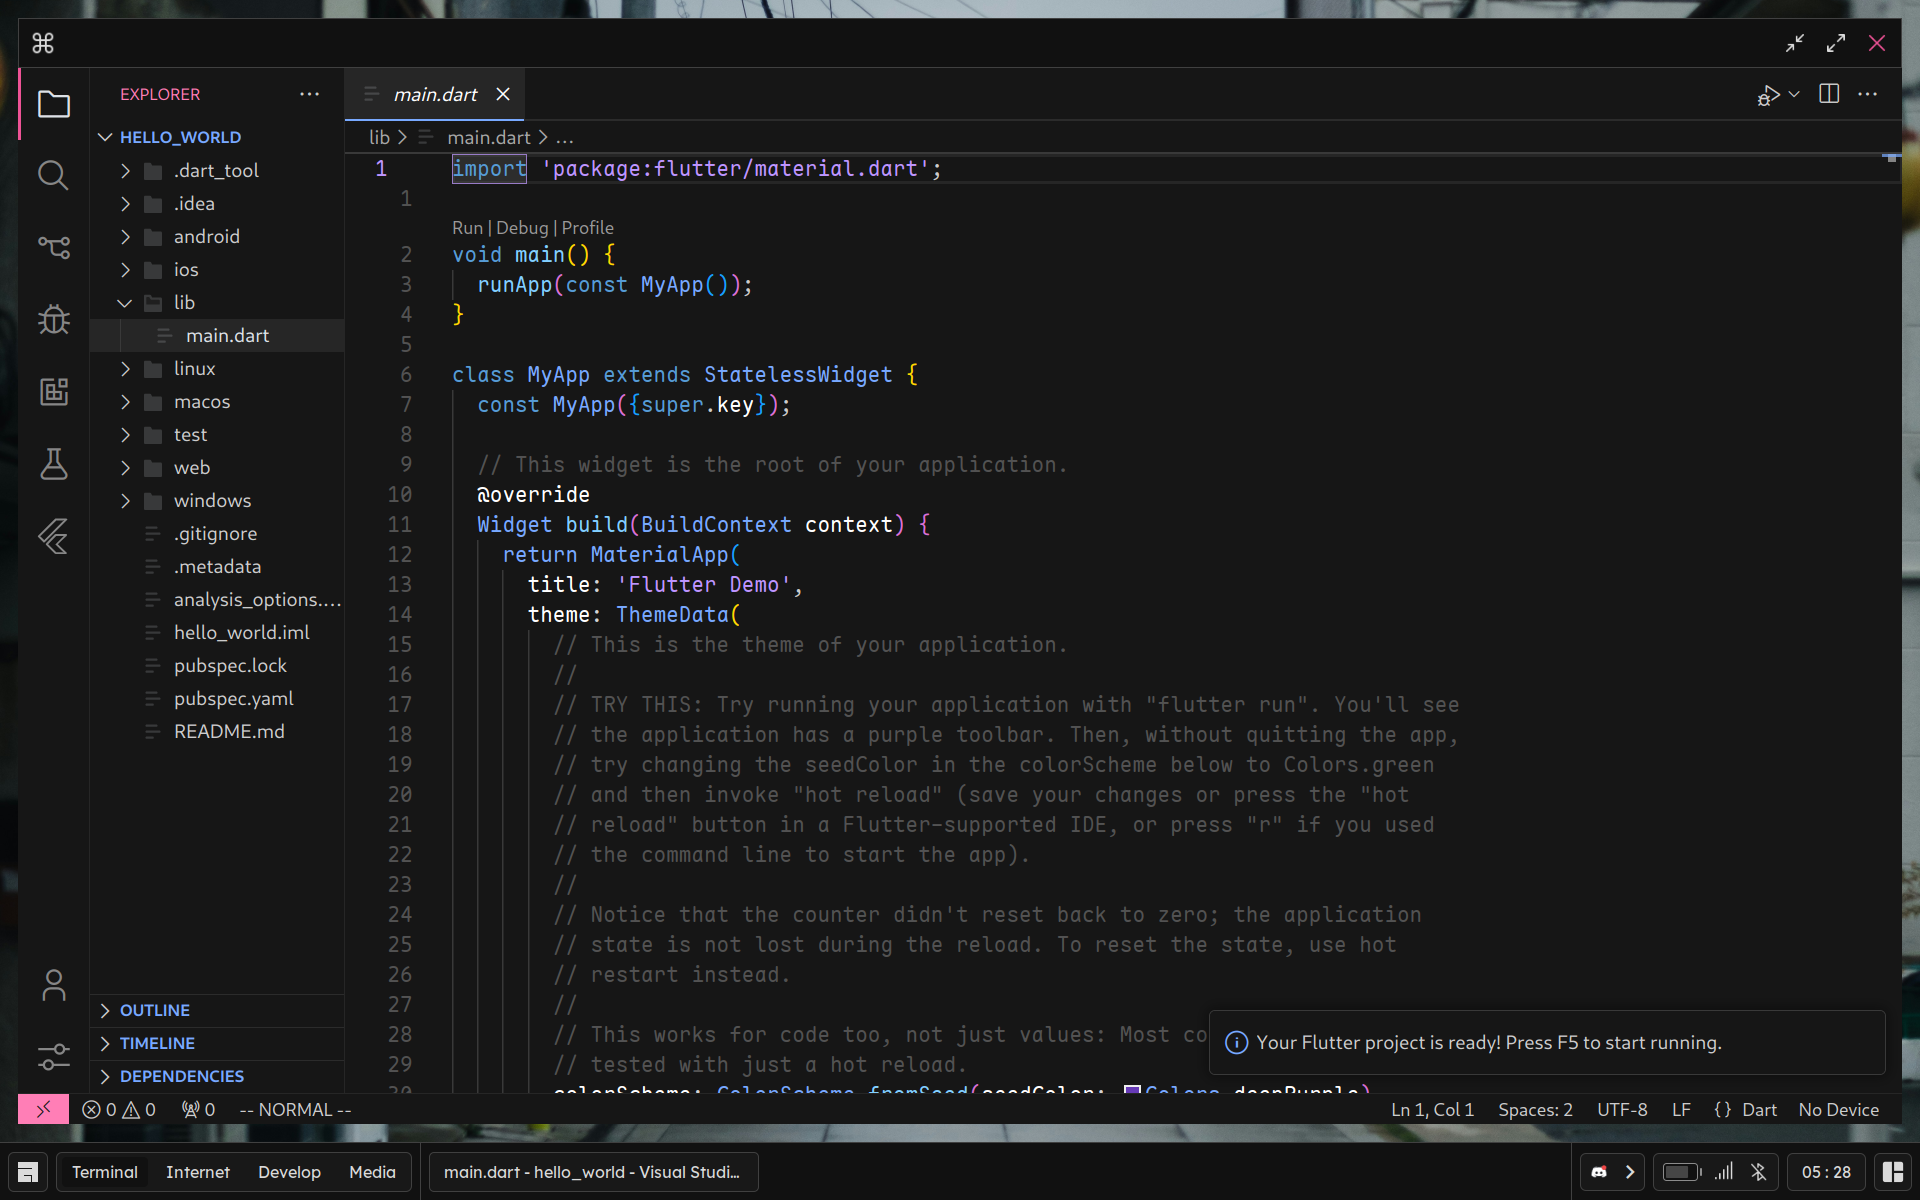 EXPLORER
HELLO_WORLD
.dart_tool
.idea
android
ios
lib
main.dart
linux
macos
test
web
windows
.gitignore
.metadata
analysis_options....
hello_world.iml
pubspec.lock
pubspec.yaml
README.md
OUTLINE
TIMELINE
DEPENDENCIES
main.dart
lib > main.dart > ...
1 import 'package:flutter/material.dart';
1
Run | Debug | Profile
2 void main() {
3 runApp(const MyApp());
4 }
5
6 class MyApp extends StatelessWidget {
7 const MyApp({super.key});
8
9 // This widget is the root of your application.
10 @override
11 Widget build(BuildContext context) {
12 return MaterialApp(
13 title: 'Flutter Demo',
14 theme: ThemeData(
15 // This is the theme of your application.
16 //
17 // TRY THIS: Try running your application with "flutter run". You'll see
18 // the application has a purple toolbar. Then, without quitting the app,
19 // try changing the seedColor in the colorScheme below to Colors.green
20 // and then invoke "hot reload" (save your changes or press the "hot
21 // reload" button in a Flutter-supported IDE, or press "r" if you used
22 // the command line to start the app).
23 //
24 // Notice that the counter didn't reset back to zero; the application
25 // state is not lost during the reload. To reset the state, use hot
26 // restart instead.
27 //
28 // This works for code too, not just values: Most co
29 // tested with just a hot reload.
30 colorScheme: ColorScheme.fromSeed(seedColor: Colors.deepPurple)
Your Flutter project is ready! Press F5 to start running.
0 0 0 -- NORMAL --
Ln 1, Col 1 Spaces: 2 UTF-8 LF {} Dart No Device
Terminal Internet Develop Media
main.dart - hello_world - Visual Studi...
05 : 28